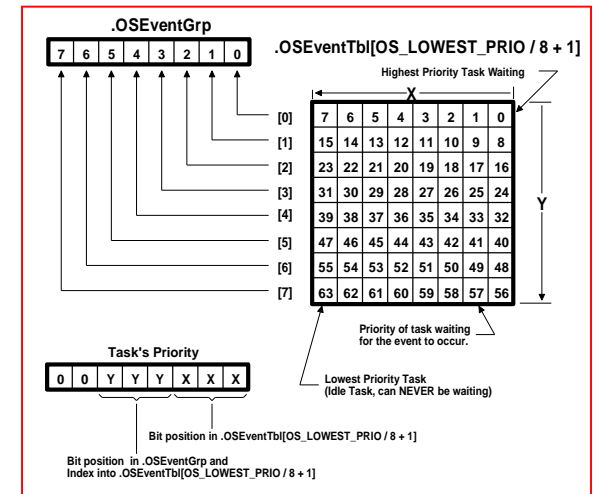 .OSEventGrp
7 6 5 4 3 2 1 0
.OSEventTbl[OS_LOWEST_PRIO / 8 + 1]
Highest Priority Task Waiting
X
[0] 7 6 5 4 3 2 1 0
[1] 15 14 13 12 11 10 9 8
[2] 23 22 21 20 19 18 17 16
[3] 31 30 29 28 27 26 25 24
[4] 39 38 37 36 35 34 33 32
Y
[5] 47 46 45 44 43 42 41 40
[6] 55 54 53 52 51 50 49 48
[7] 63 62 61 60 59 58 57 56
Priority of task waiting
for the event to occur.
Task's Priority
0 0 Y Y Y X X X
Lowest Priority Task
(Idle Task, can NEVER be waiting)
Bit position in .OSEventTbl[OS_LOWEST_PRIO / 8 + 1]
Bit position in .OSEventGrp and
Index into .OSEventTbl[OS_LOWEST_PRIO / 8 + 1]